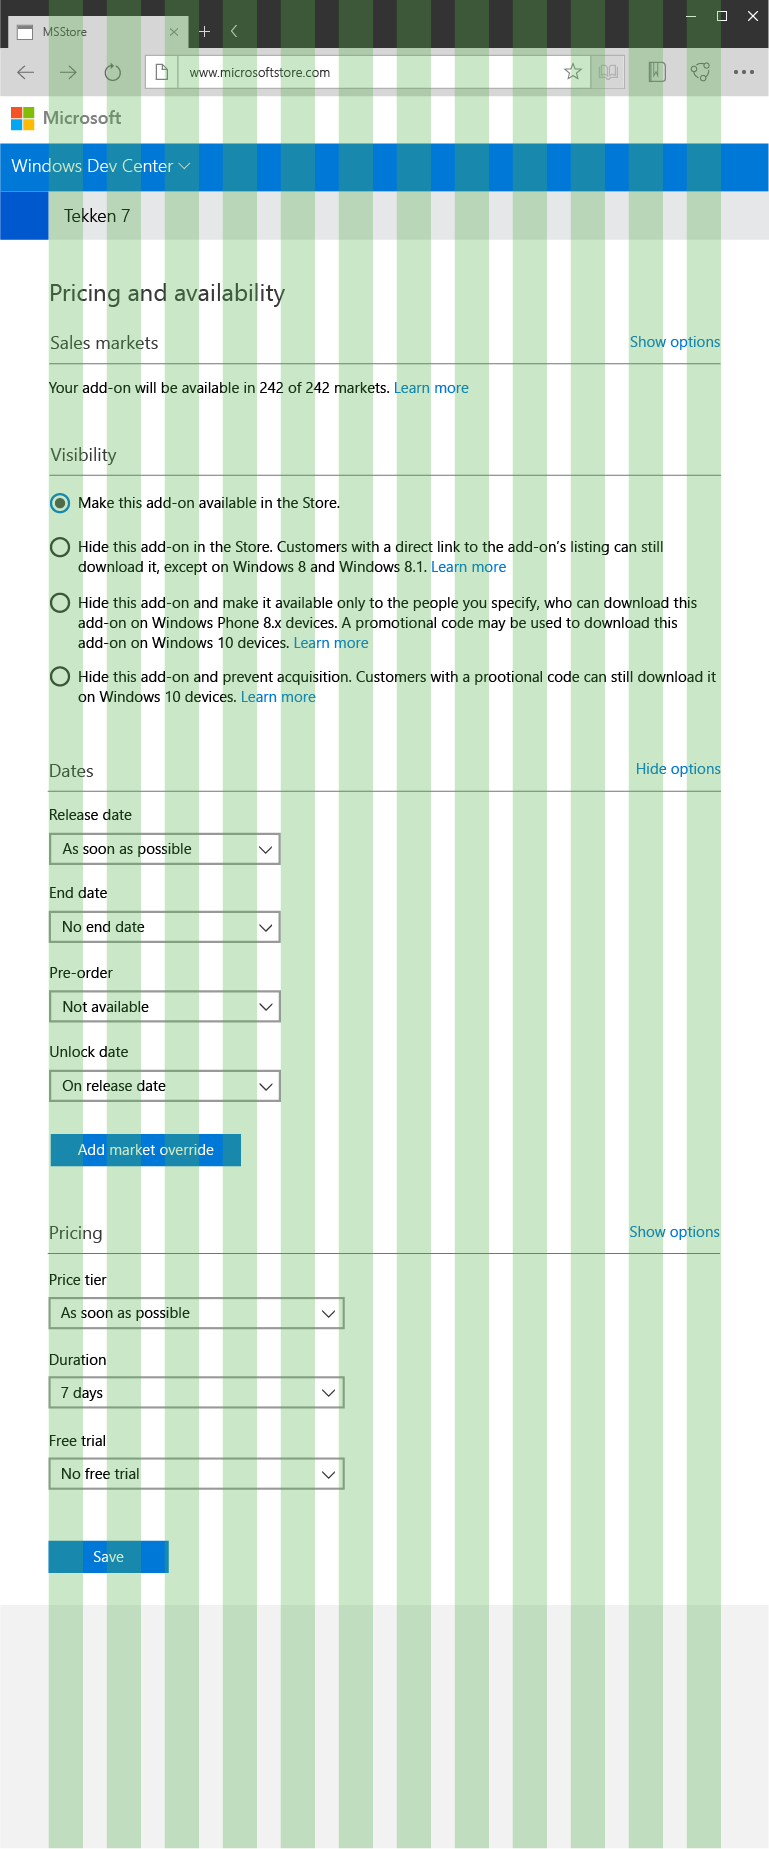 MSStore
www.microsoftstore.com
Microsoft
Windows Dev Center
Tekken 7
Pricing and availability
Sales markets
Show options
Your add-on will be available in 242 of 242 markets. Learn more
Visibility
Make this add-on available in the Store.
Hide this add-on in the Store. Customers with a direct link to the add-on’s listing can still
download it, except on Windows 8 and Windows 8.1. Learn more
Hide this add-on and make it available only to the people you specify, who can download this
add-on on Windows Phone 8.x devices. A promotional code may be used to download this
add-on on Windows 10 devices. Learn more
Hide this add-on and prevent acquisition. Customers with a prootional code can still download it
on Windows 10 devices. Learn more
Dates
Hide options
Release date
As soon as possible
End date
No end date
Pre-order
Not available
Unlock date
On release date
Add market override
Pricing
Show options
Price tier
As soon as possible
Duration
7 days
Free trial
No free trial
Save